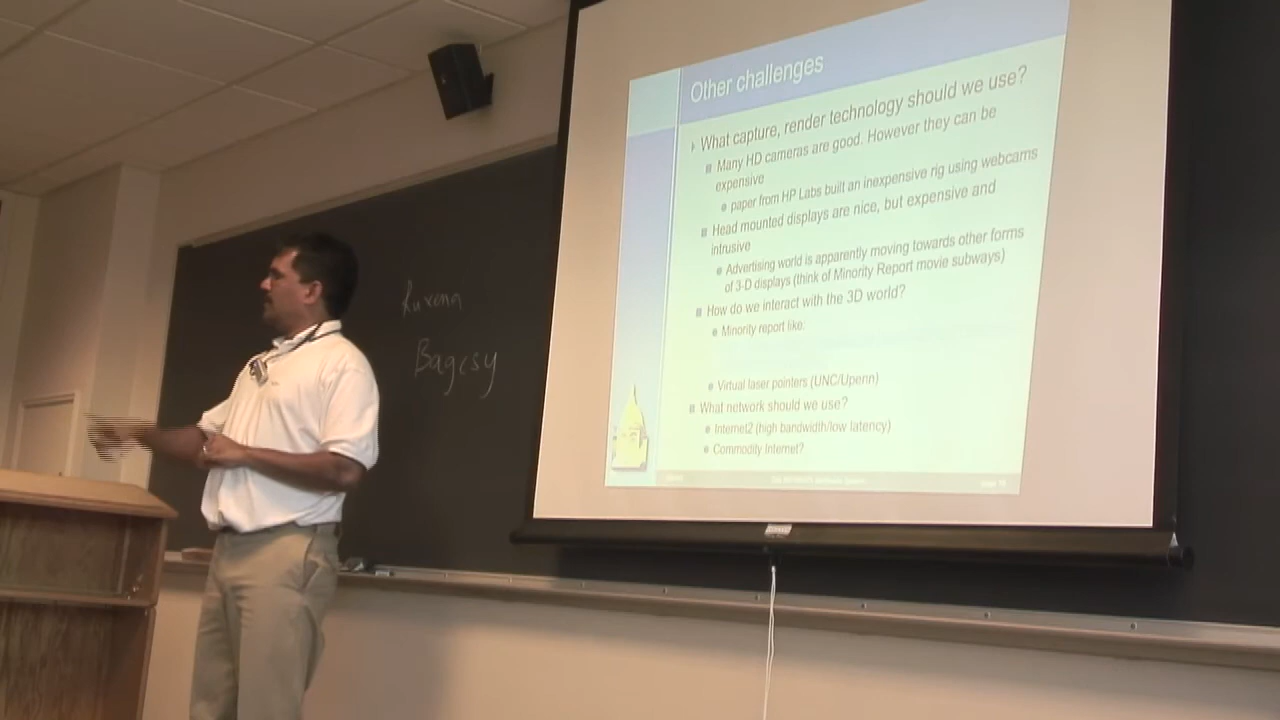 Other challenges
What capture, render technology should we use?
Many HD cameras are good. However they can be
expensive
paper from HP Labs built an inexpensive rig using webcams
Head mounted displays are nice, but expensive and
intrusive
Advertising world is apparently moving towards other forms
of 3-D displays (think of Minority Report movie subways)
How do we interact with the 3D world?
Minority report like:
Virtual laser pointers (UNC/Upenn)
What network should we use?
Internet2 (high bandwidth/low latency)
Commodity Internet?
Ruxena
Bagcsy